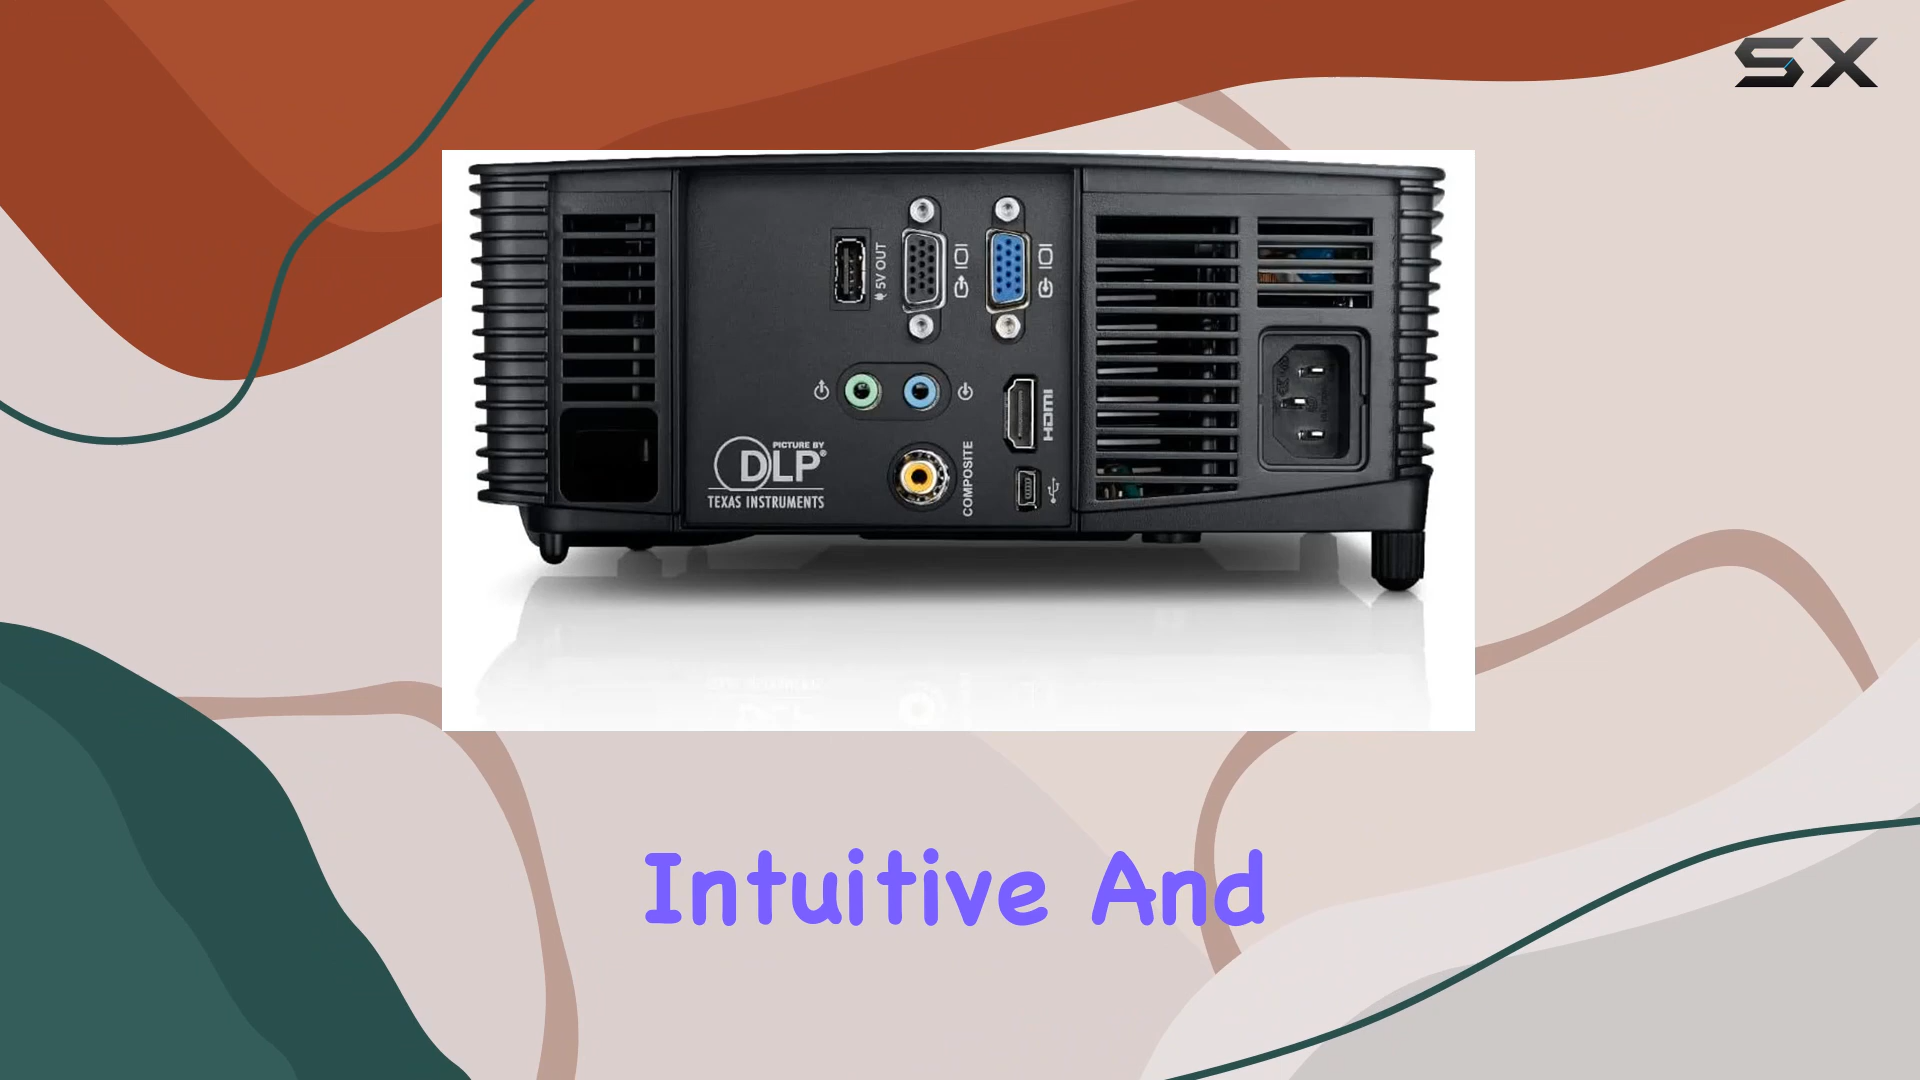 SX
5V OUT
HDMI
PICTURE BY
DLP®
TEXAS INSTRUMENTS
COMPOSITE
Intuitive And